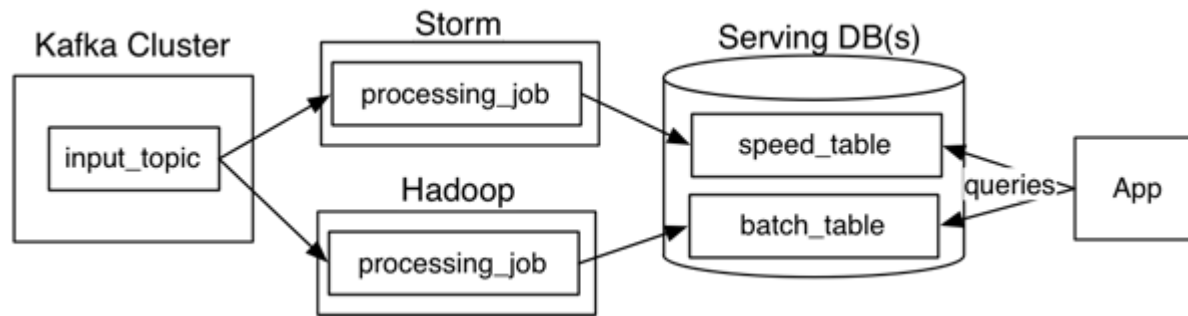 Kafka Cluster
input_topic
Storm
processing_job
Hadoop
processing_job
Serving DB(s)
speed_table
batch_table
queries
App